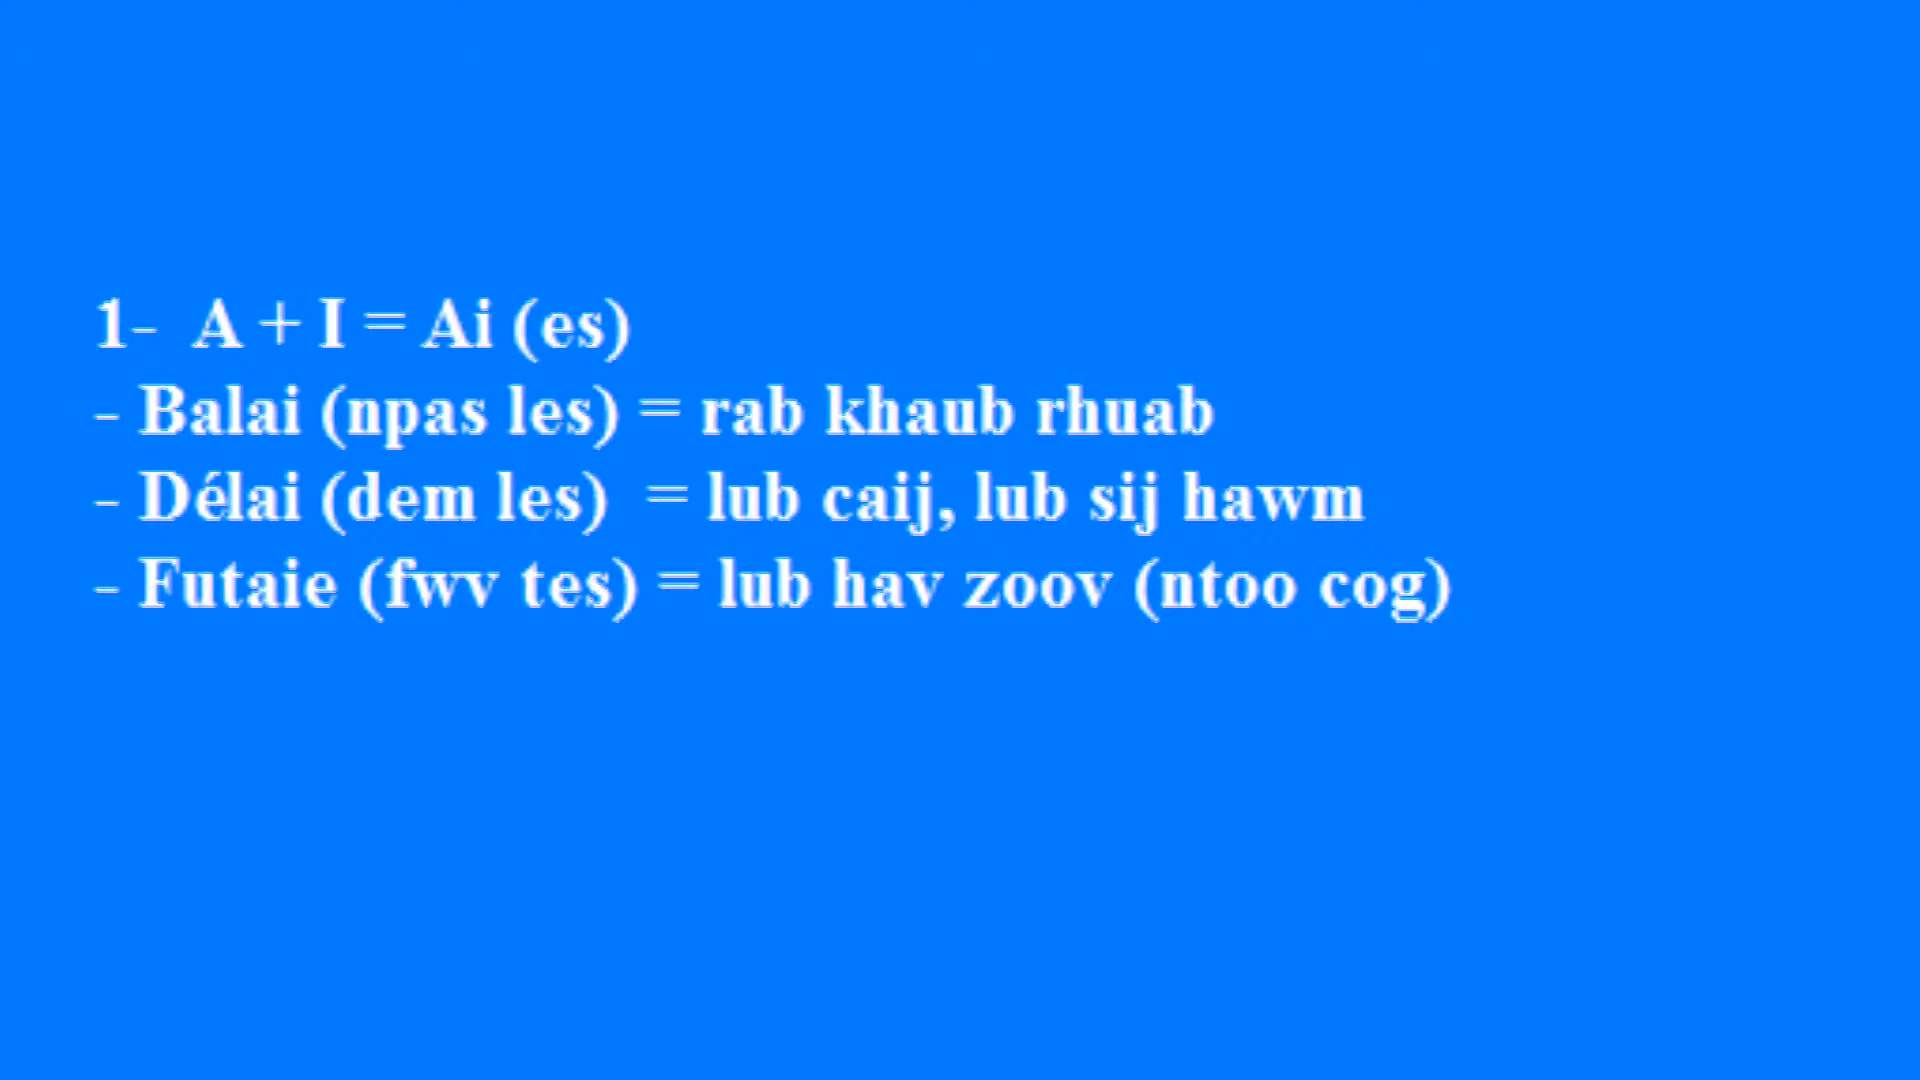 1-  A + I = Ai (es)
- Balai (npas les) = rab khaub rhuab
- Délai (dem les)  = lub caij, lub sij hawm
- Futaie (fwv tes) = lub hav zoov (ntoo cog)